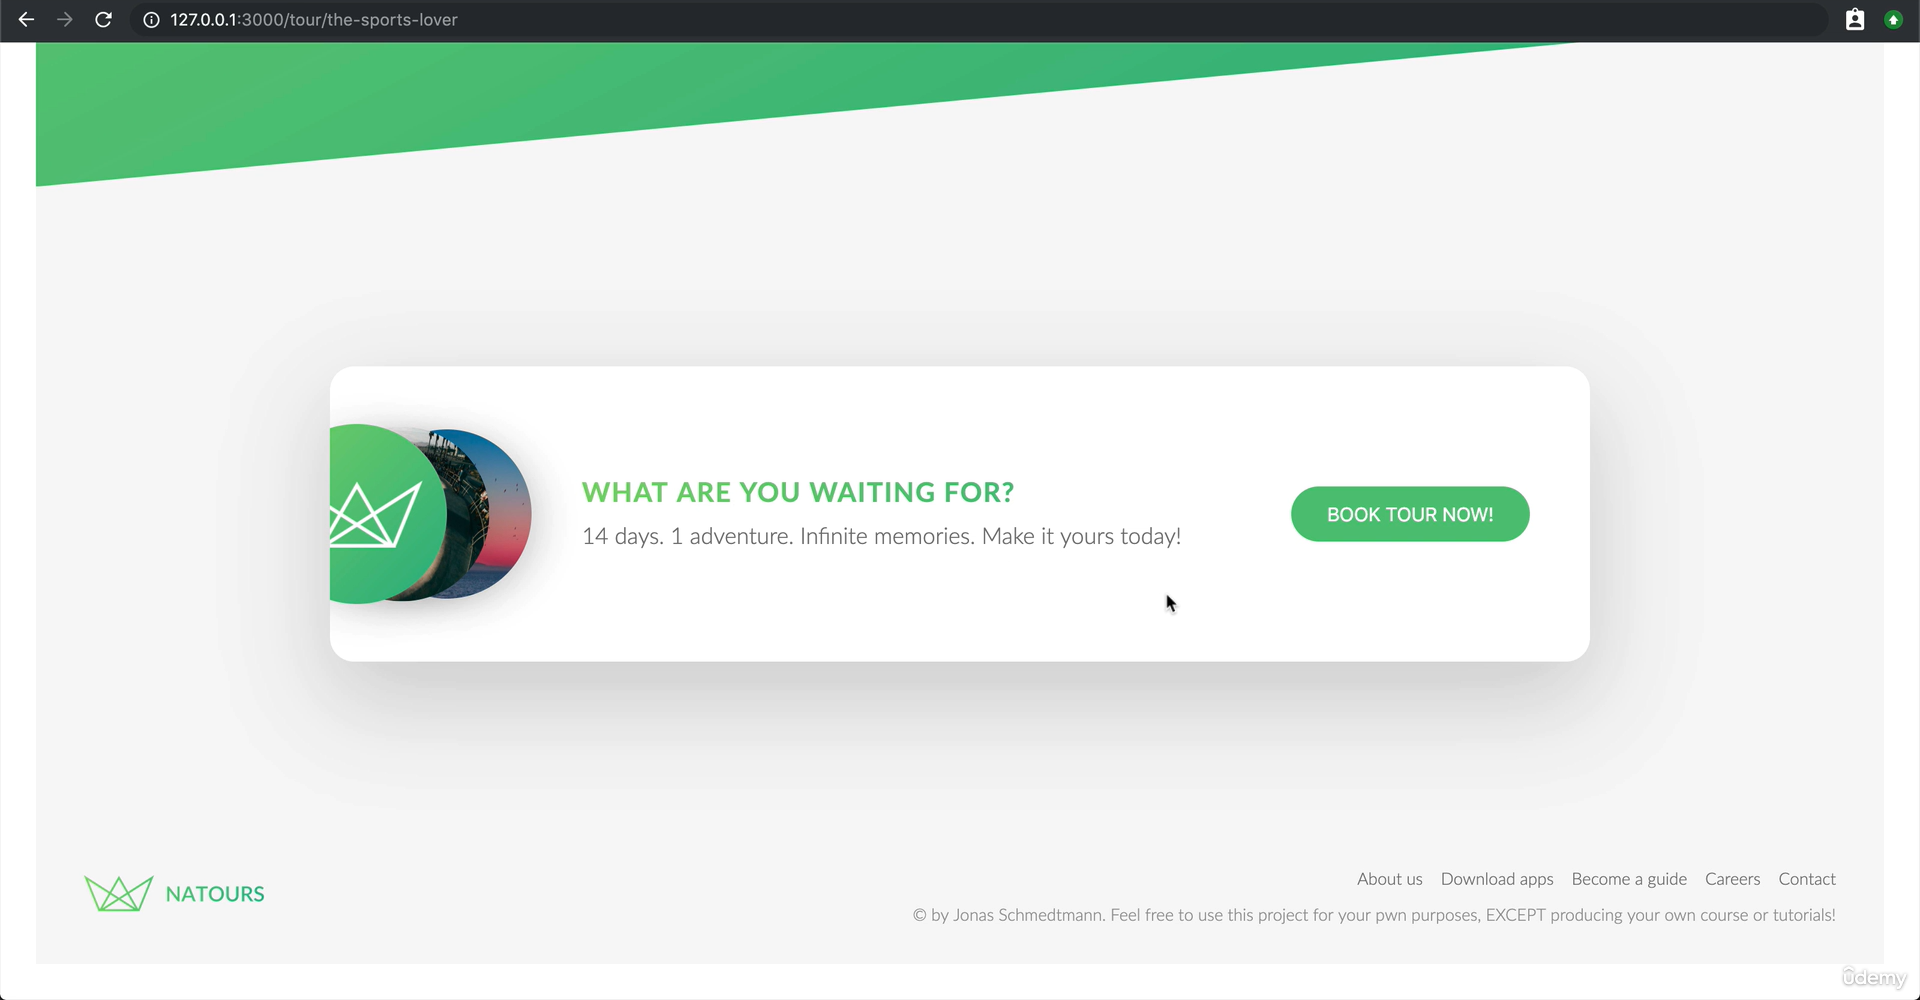 127.0.0.1:3000/tour/the-sports-lover
WHAT ARE YOU WAITING FOR?
14 days. 1 adventure. Infinite memories. Make it yours today!
BOOK TOUR NOW!
NATOURS
About us Download apps Become a guide Careers Contact
© by Jonas Schmedtmann. Feel free to use this project for your pwn purposes, EXCEPT producing your own course or tutorials!
ûdemy